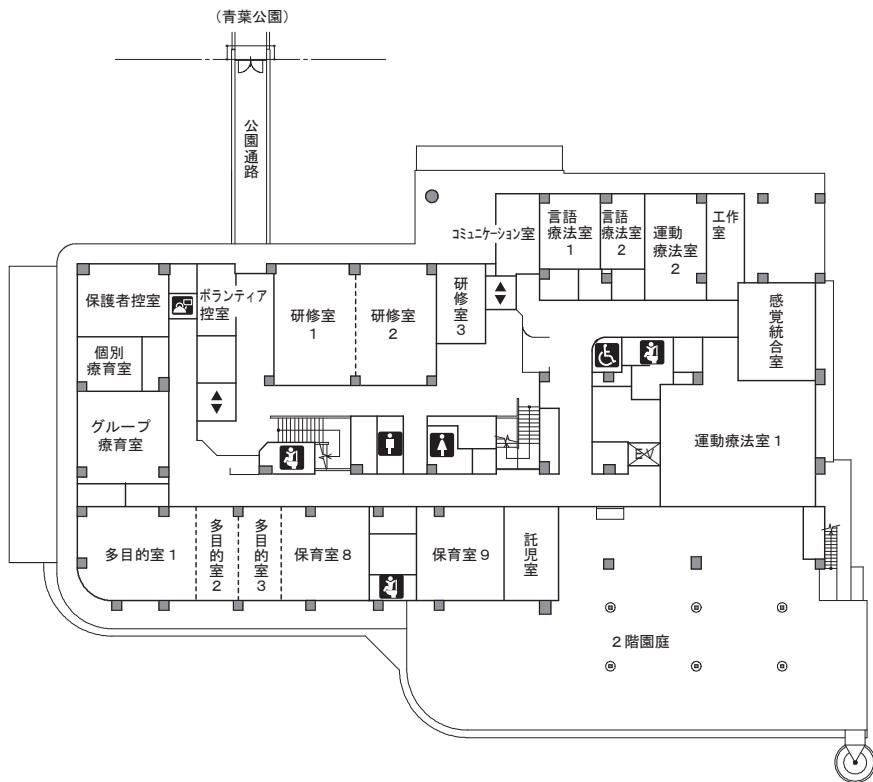 (青葉公園)
公園通路
コミュニケーション室
言語
療法室
1
言語
療法室
2
運動
療法室
2
工作
室
保護者控室
ボランティア
控室
研修室
1
研修室
2
研修室3
感覚統合室
個別
療育室
グループ
療育室
運動療法室1
EV
多目的室1
多目的室2
多目的室3
保育室8
保育室9
託児室
2階園庭